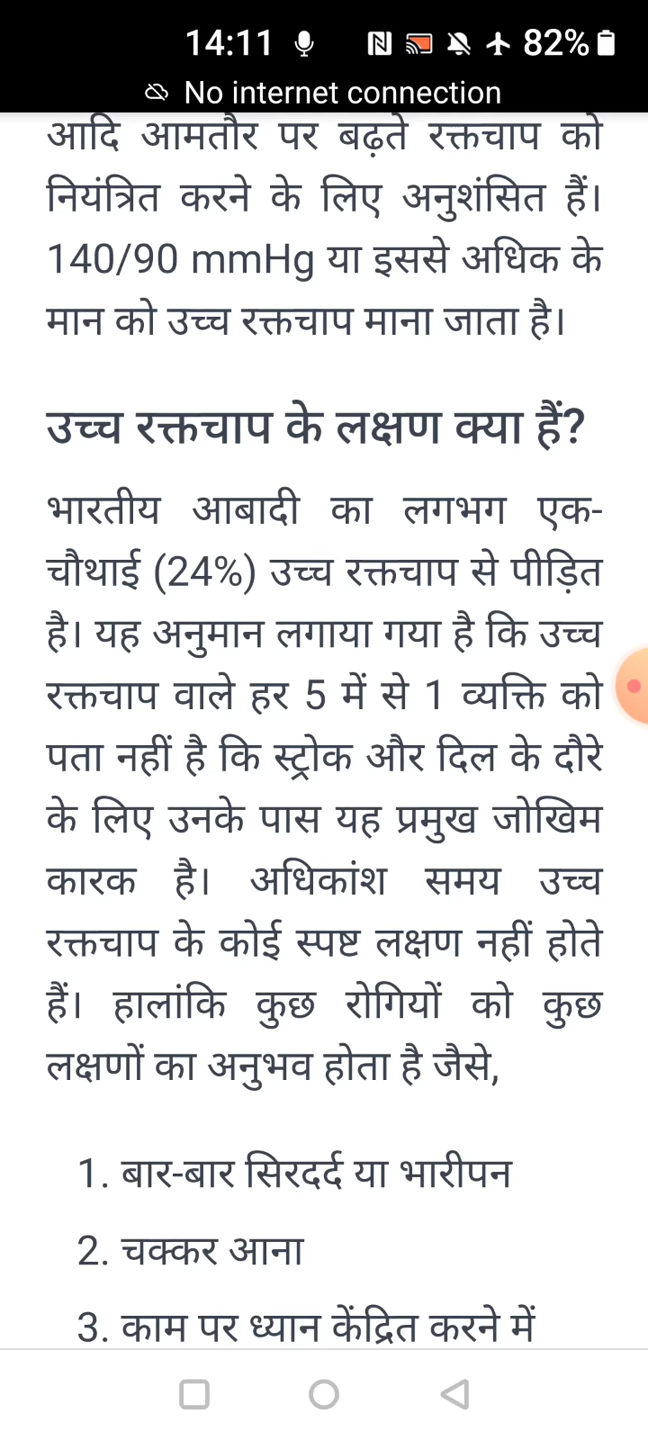 14:11 82%
No internet connection
आदि आमतौर पर बढ़ते रक्तचाप को
नियंत्रित करने के लिए अनुशंसित हैं।
140/90 mmHg या इससे अधिक के
मान को उच्च रक्तचाप माना जाता है।
उच्च रक्तचाप के लक्षण क्या हैं?
भारतीय आबादी का लगभग एक-
चौथाई (24%) उच्च रक्तचाप से पीड़ित
है। यह अनुमान लगाया गया है कि उच्च
रक्तचाप वाले हर 5 में से 1 व्यक्ति को
पता नहीं है कि स्ट्रोक और दिल के दौरे
के लिए उनके पास यह प्रमुख जोखिम
कारक है। अधिकांश समय उच्च
रक्तचाप के कोई स्पष्ट लक्षण नहीं होते
हैं। हालांकि कुछ रोगियों को कुछ
लक्षणों का अनुभव होता है जैसे,
1. बार-बार सिरदर्द या भारीपन
2. चक्कर आना
3. काम पर ध्यान केंद्रित करने में